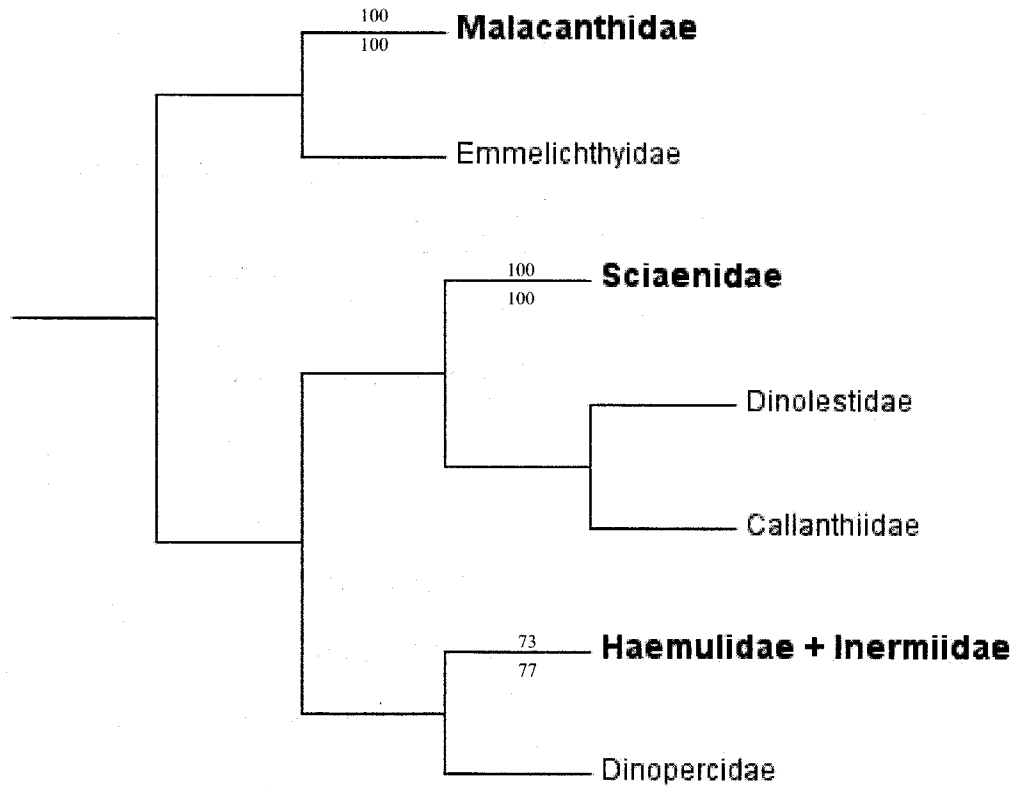 100
Malacanthidae
100
Emmelichthyidae
100
Sciaenidae
100
Dinolestidae
Callanthiidae
73
Haemulidae + Inermiidae
77
Dinopercidae